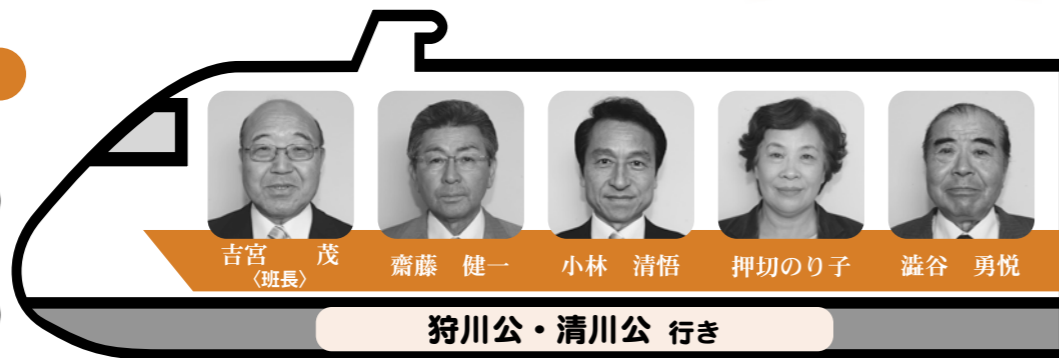 吉宮　　茂
〈班長〉
齋藤　健一
小林　清悟
押切のり子
澁谷　勇悦
狩川公・清川公 行き